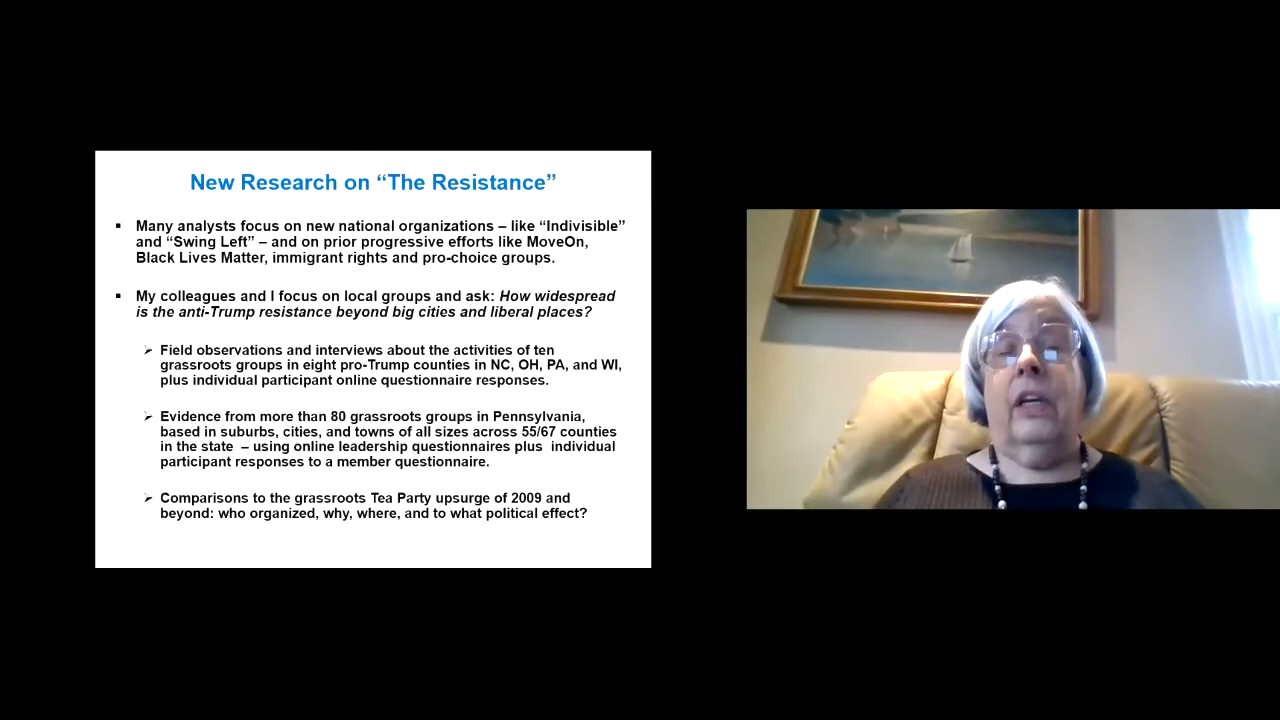 New Research on “The Resistance”
▪ Many analysts focus on new national organizations – like “Indivisible”
and “Swing Left” – and on prior progressive efforts like MoveOn,
Black Lives Matter, immigrant rights and pro-choice groups.
▪ My colleagues and I focus on local groups and ask: How widespread
is the anti-Trump resistance beyond big cities and liberal places?
➢ Field observations and interviews about the activities of ten
grassroots groups in eight pro-Trump counties in NC, OH, PA, and WI,
plus individual participant online questionnaire responses.
➢ Evidence from more than 80 grassroots groups in Pennsylvania,
based in suburbs, cities, and towns of all sizes across 55/67 counties
in the state – using online leadership questionnaires plus individual
participant responses to a member questionnaire.
➢ Comparisons to the grassroots Tea Party upsurge of 2009 and
beyond: who organized, why, where, and to what political effect?